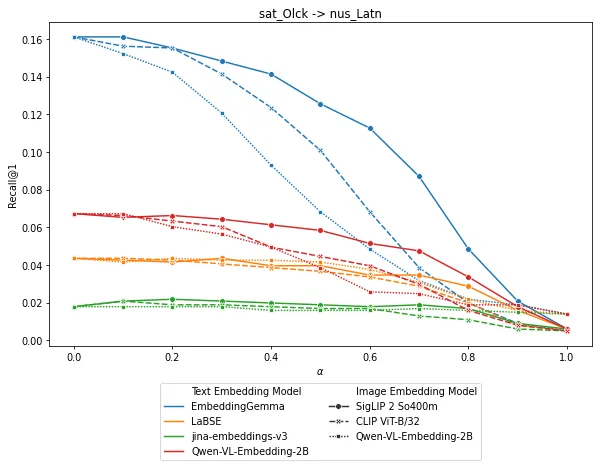 sat_Olck -> nus_Latn
Recall@1
0.16
0.14
0.12
0.10
0.08
0.06
0.04
0.02
0.00
0.0 0.2 0.4 0.6 0.8 1.0
α
Text Embedding Model Image Embedding Model
EmbeddingGemma SigLIP 2 So400m
LaBSE CLIP ViT-B/32
jina-embeddings-v3 Qwen-VL-Embedding-2B
Qwen-VL-Embedding-2B